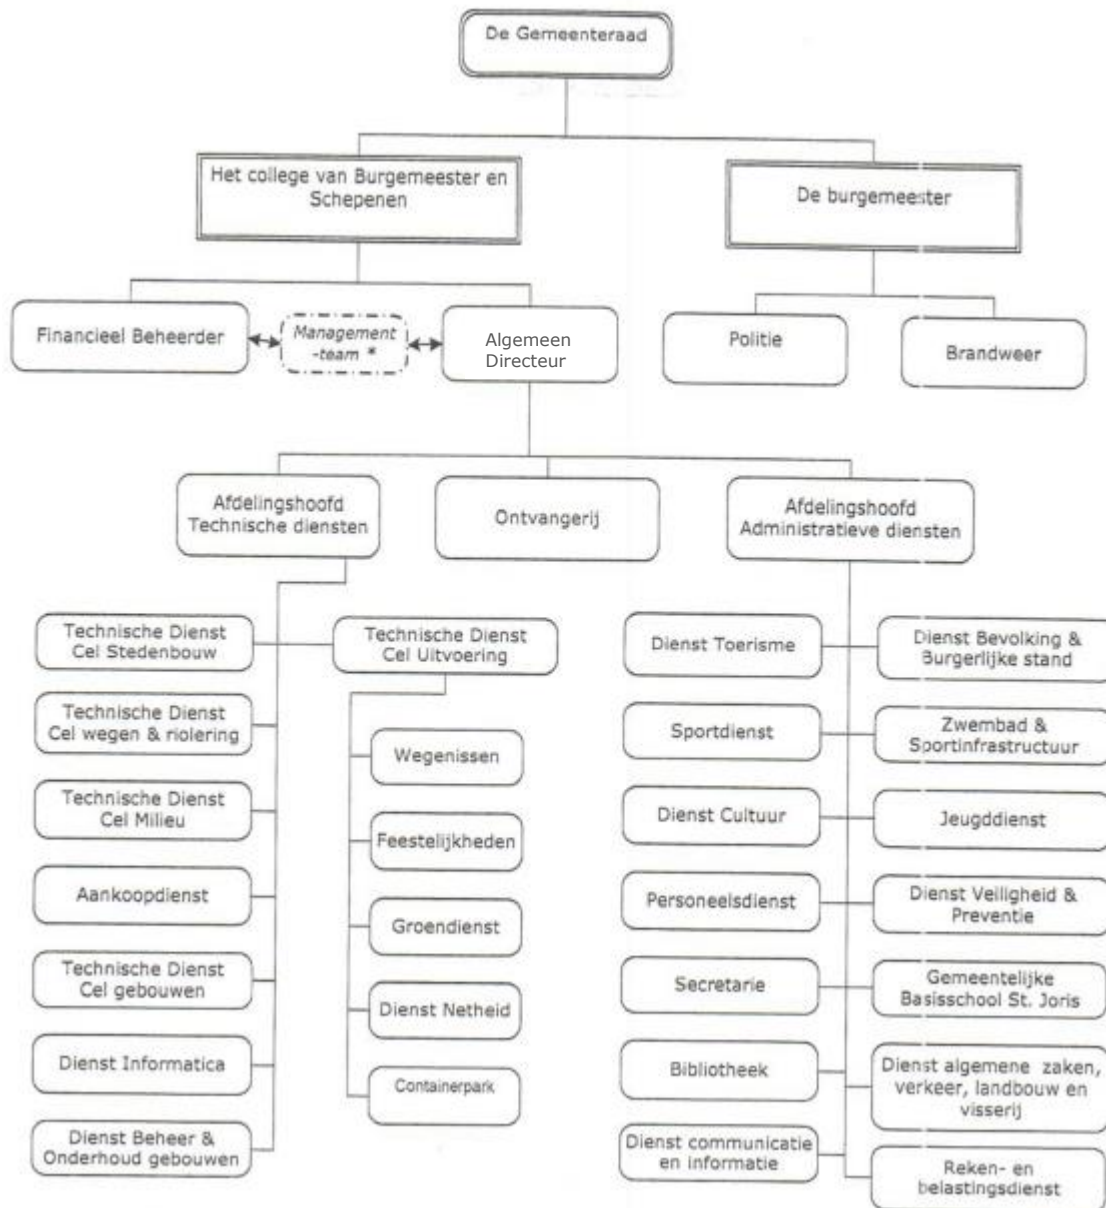 De Gemeenteraad
Het college van Burgemeester en
Schepenen
De burgemeester
Financieel Beheerder
Management
-team *
Algemeen
Directeur
Politie
Brandweer
Afdelingshoofd
Technische diensten
Ontvangerij
Afdelingshoofd
Administratieve diensten
Technische Dienst
Cel Stedenbouw
Technische Dienst
Cel Uitvoering
Dienst Toerisme
Dienst Bevolking &
Burgerlijke stand
Technische Dienst
Cel wegen & riolering
Wegenissen
Sportdienst
Zwembad &
Sportinfrastructuur
Technische Dienst
Cel Milieu
Feestelijkheden
Dienst Cultuur
Jeugddienst
Aankoopdienst
Groendienst
Personeelsdienst
Dienst Veiligheid &
Preventie
Technische Dienst
Cel gebouwen
Dienst Netheid
Secretarie
Gemeentelijke
Basisschool St. Joris
Dienst Informatica
Containerpark
Bibliotheek
Dienst algemene zaken,
verkeer, landbouw en
visserij
Dienst Beheer &
Onderhoud gebouwen
Dienst communicatie
en informatie
Reken- en
belastingsdienst